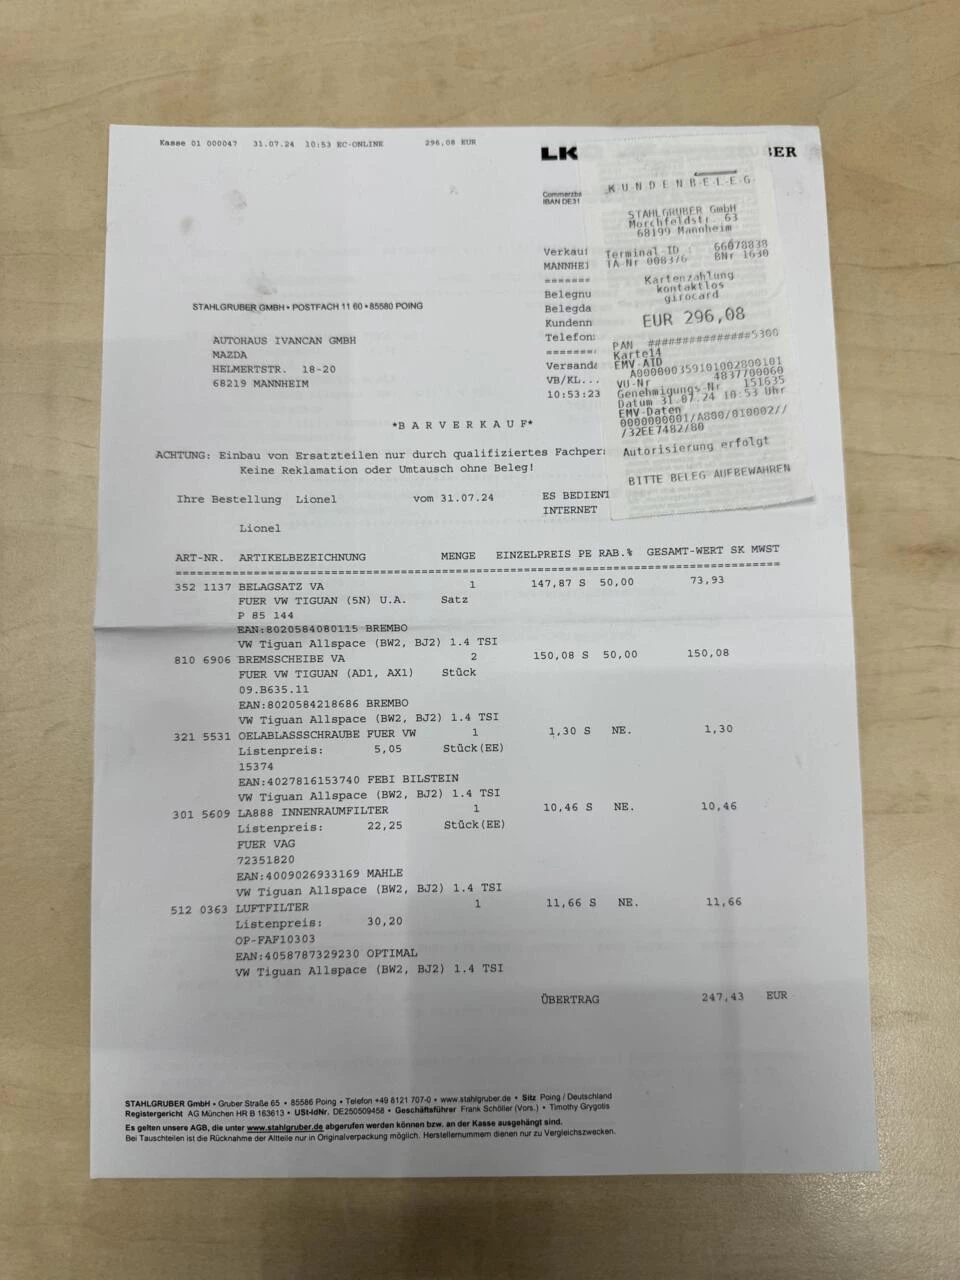 Kasse 01 000047 31.07.24 10:53 EC-ONLINE 296,08 EUR
LK
BER
Commerzba
IBAN DE31
Verkauf
MANNHEI
=======
Belegnu
Belegda
Kundenn
Telefon:
=======
Versanda
VB/KL...
10:53:23
K U N D E N B E L E G
STAHLGRUBER GmbH
Morchfeldstr. 63
68199 Mannheim
Terminal-ID : 66078838
TA-Nr 008376 BNr 1630
Kartenzahlung
kontaktlos
girocard
EUR 296,08
PAN ###############5300
Karte14
EMV-AID
A0000003591010028001​01
VU-Nr 4837700060
Genehmigungs-Nr 151635
Datum 31.07.24 10:53 Uhr
EMV-Daten
0000000001/A800/010002//
/32EE7482/80
Autorisierung erfolgt
BITTE BELEG AUFBEWAHREN
STAHLGRUBER GMBH • POSTFACH 11 60 • 85580 POING
AUTOHAUS IVANCAN GMBH
MAZDA
HELMERTSTR. 18-20
68219 MANNHEIM
*B A R V E R K A U F*
ACHTUNG: Einbau von Ersatzteilen nur durch qualifiziertes Fachper
Keine Reklamation oder Umtausch ohne Beleg!
Ihre Bestellung Lionel vom 31.07.24 ES BEDIENT
INTERNET
Lionel
ART-NR. ARTIKELBEZEICHNUNG MENGE EINZELPREIS PE RAB.% GESAMT-WERT SK MWST
================================================================================
352 1137 BELAGSATZ VA 1 147,87 S 50,00 73,93
FUER VW TIGUAN (5N) U.A. Satz
P 85 144
EAN:8020584080115 BREMBO
VW Tiguan Allspace (BW2, BJ2) 1.4 TSI
810 6906 BREMSSCHEIBE VA 2 150,08 S 50,00 150,08
FUER VW TIGUAN (AD1, AX1) Stück
09.B635.11
EAN:8020584218686 BREMBO
VW Tiguan Allspace (BW2, BJ2) 1.4 TSI
321 5531 OELABLASSSCHRAUBE FUER VW 1 1,30 S NE. 1,30
Listenpreis: 5,05 Stück(EE)
15374
EAN:4027816153740 FEBI BILSTEIN
VW Tiguan Allspace (BW2, BJ2) 1.4 TSI
301 5609 LA888 INNENRAUMFILTER 1 10,46 S NE. 10,46
Listenpreis: 22,25 Stück(EE)
FUER VAG
72351820
EAN:4009026933169 MAHLE
VW Tiguan Allspace (BW2, BJ2) 1.4 TSI
512 0363 LUFTFILTER 1 11,66 S NE. 11,66
Listenpreis: 30,20
OP-FAF10303
EAN:4058787329230 OPTIMAL
VW Tiguan Allspace (BW2, BJ2) 1.4 TSI
ÜBERTRAG 247,43 EUR
STAHLGRUBER GmbH • Gruber Straße 65 • 85586 Poing • Telefon +49 8121 707-0 • www.stahlgruber.de • Sitz Poing / Deutschland
Registergericht AG München HR B 163613 • USt-IdNr. DE250509458 • Geschäftsführer Frank Schöller (Vors.) • Timothy Grygotis
Es gelten unsere AGB, die unter www.stahlgruber.de abgerufen werden können bzw. an der Kasse ausgehängt sind.
Bei Tauschteilen ist die Rücknahme der Altteile nur in Originalverpackung möglich. Herstellernummern dienen nur zu Vergleichszwecken.